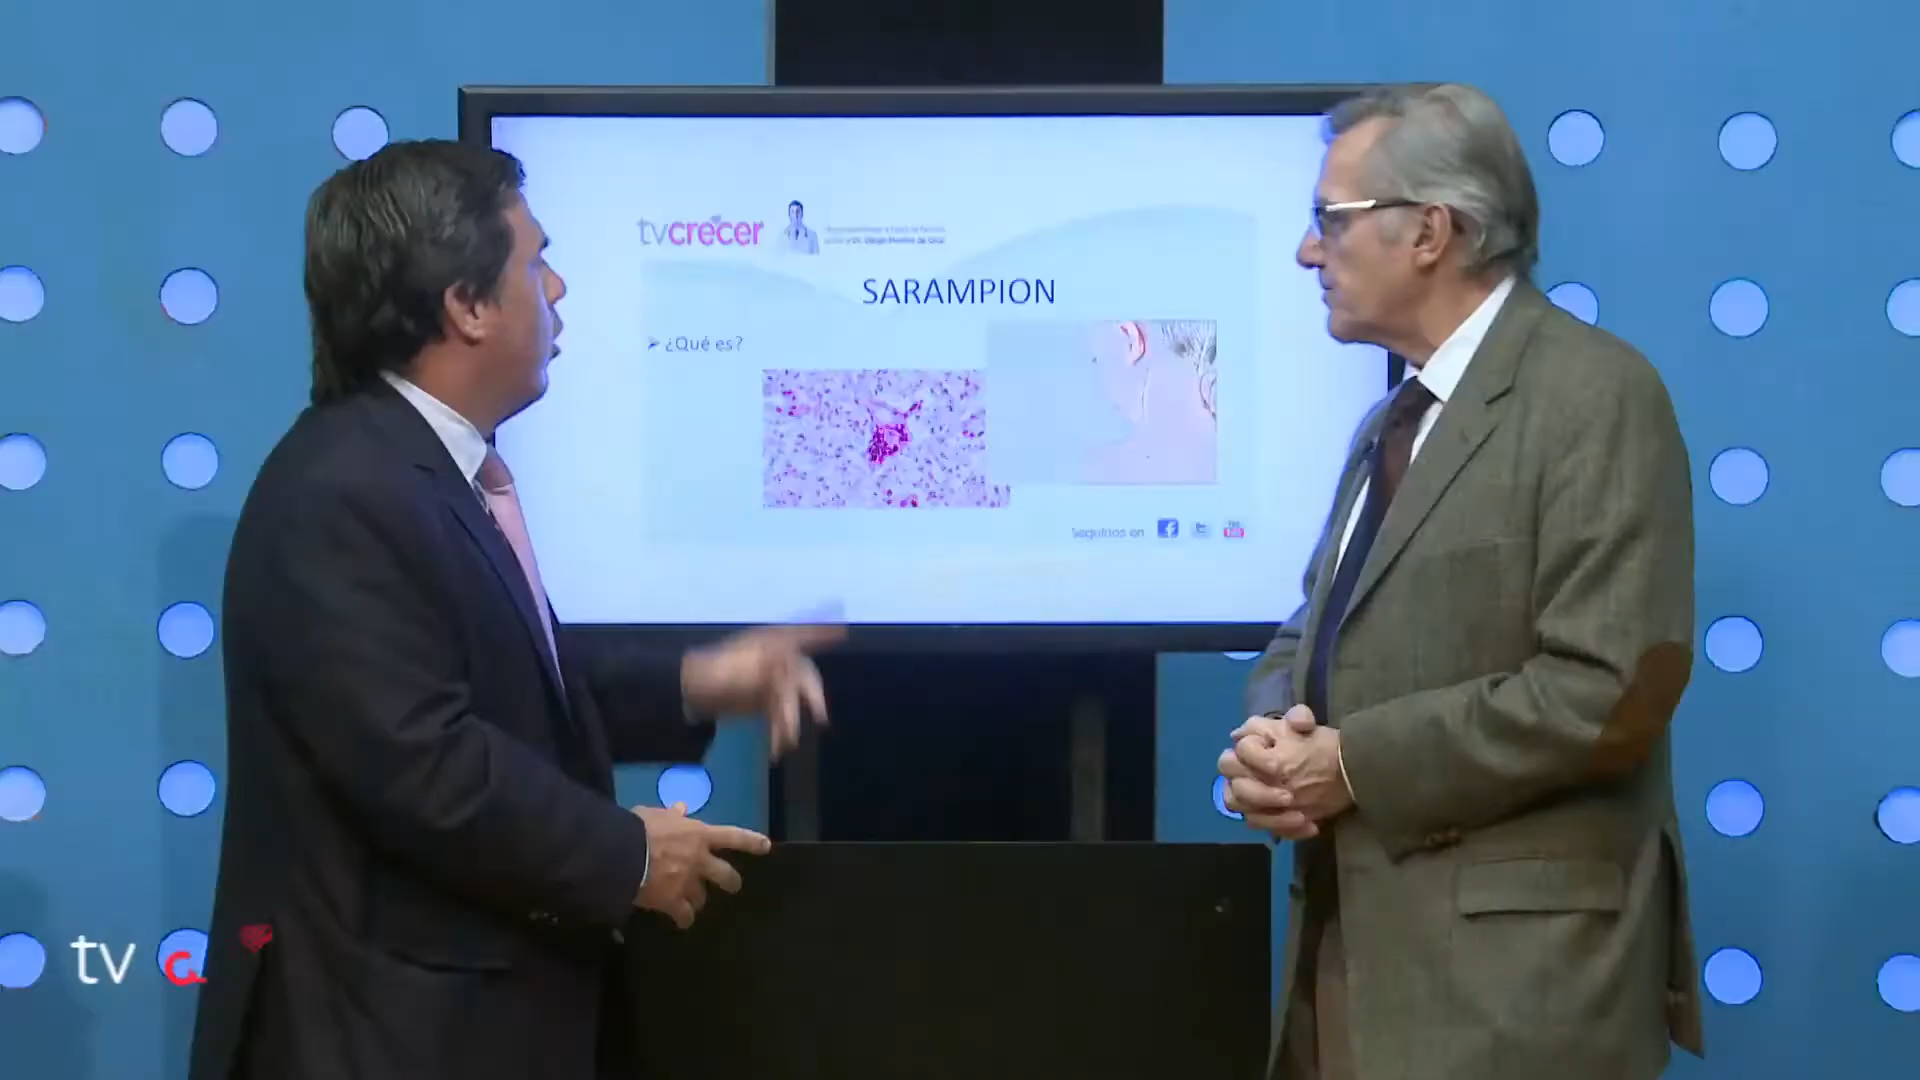 tvcrecer
SARAMPION
➢ ¿Qué es?
Seguinos en
tv c